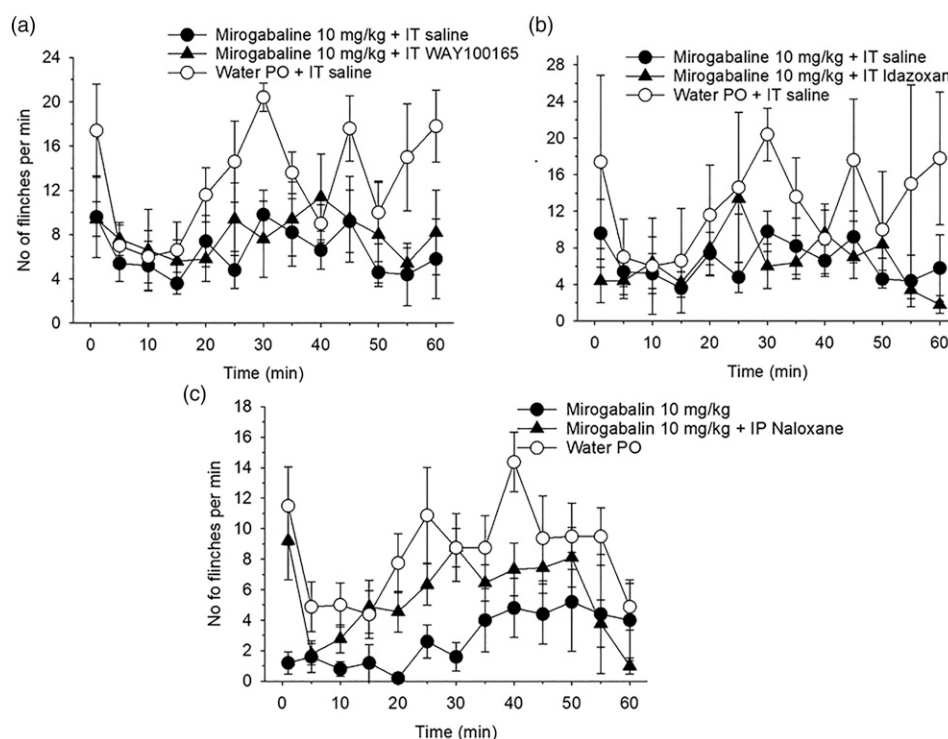 (a)
Mirogabaline 10 mg/kg + IT saline
Mirogabaline 10 mg/kg + IT WAY100165
Water PO + IT saline
No of flinches per min
24
20
16
12
8
4
0
0 10 20 30 40 50 60
Time (min)
(b)
Mirogabaline 10 mg/kg + IT saline
Mirogabaline 10 mg/kg + IT Idazoxan
Water PO + IT saline
No of flinches per min
28
24
20
16
12
8
4
0
0 10 20 30 40 50 60
Time (min)
(c)
Mirogabalin 10 mg/kg
Mirogabalin 10 mg/kg + IP Naloxane
Water PO
No fo flinches per min
18
16
14
12
10
8
6
4
2
0
0 10 20 30 40 50 60
Time (min)